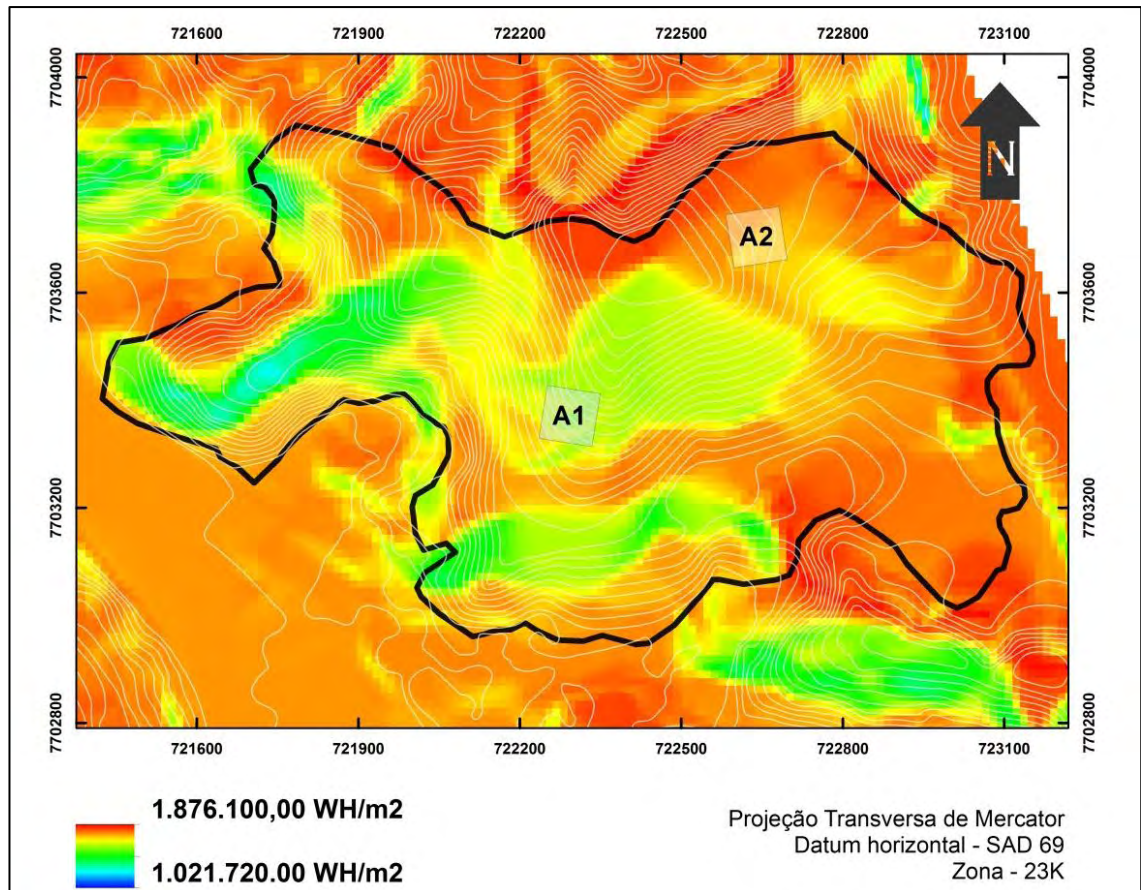 721600 721900 722200 722500 722800 723100
7704000 7704000
N
A2
7703600 7703600
A1
7703200 7703200
7702800 7702800
721600 721900 722200 722500 722800 723100
1.876.100,00 WH/m2
1.021.720.00 WH/m2
Projeção Transversa de Mercator
Datum horizontal - SAD 69
Zona - 23K